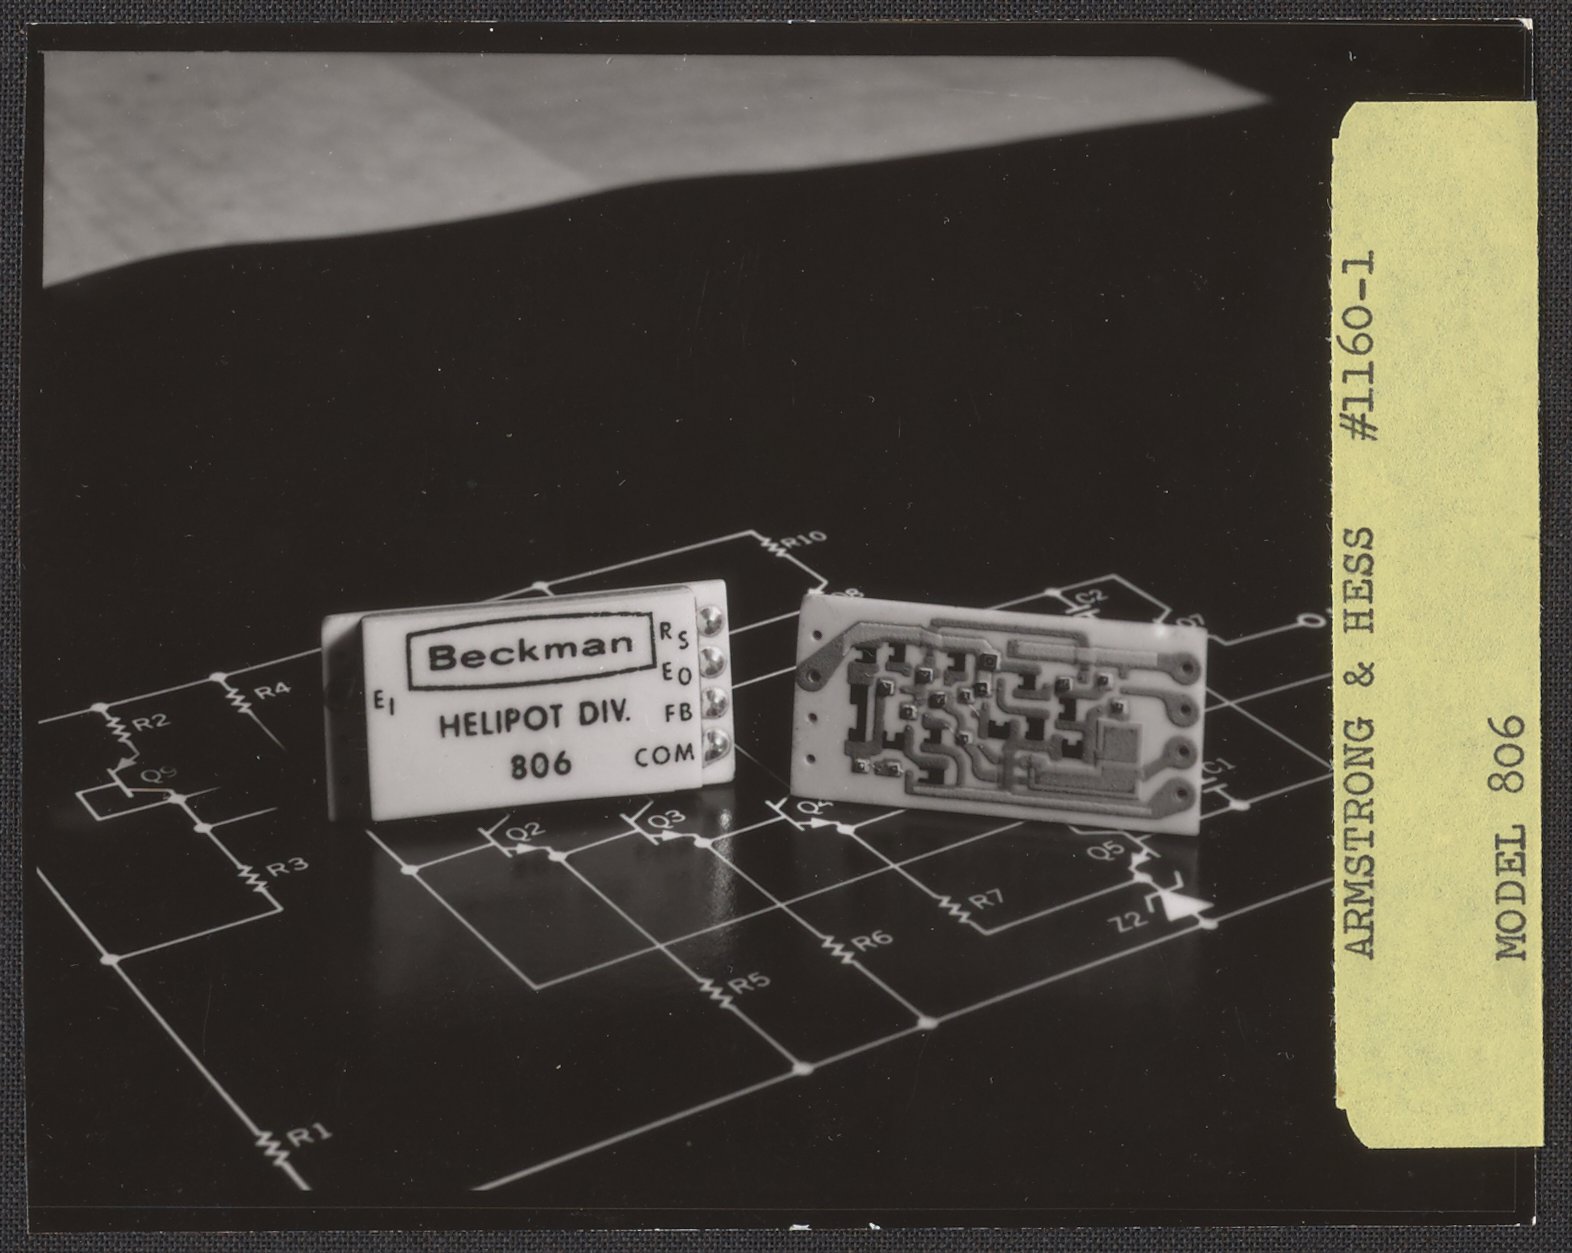 Beckman
HELIPOT DIV.
806
E1
RS
EO
FB
COM
R10
C2
Q7
R4
R2
R3
Q2
Q3
Q4
Q5
C1
R7
Z2
R6
R5
R1
ARMSTRONG & HESS #1160-1
MODEL 806